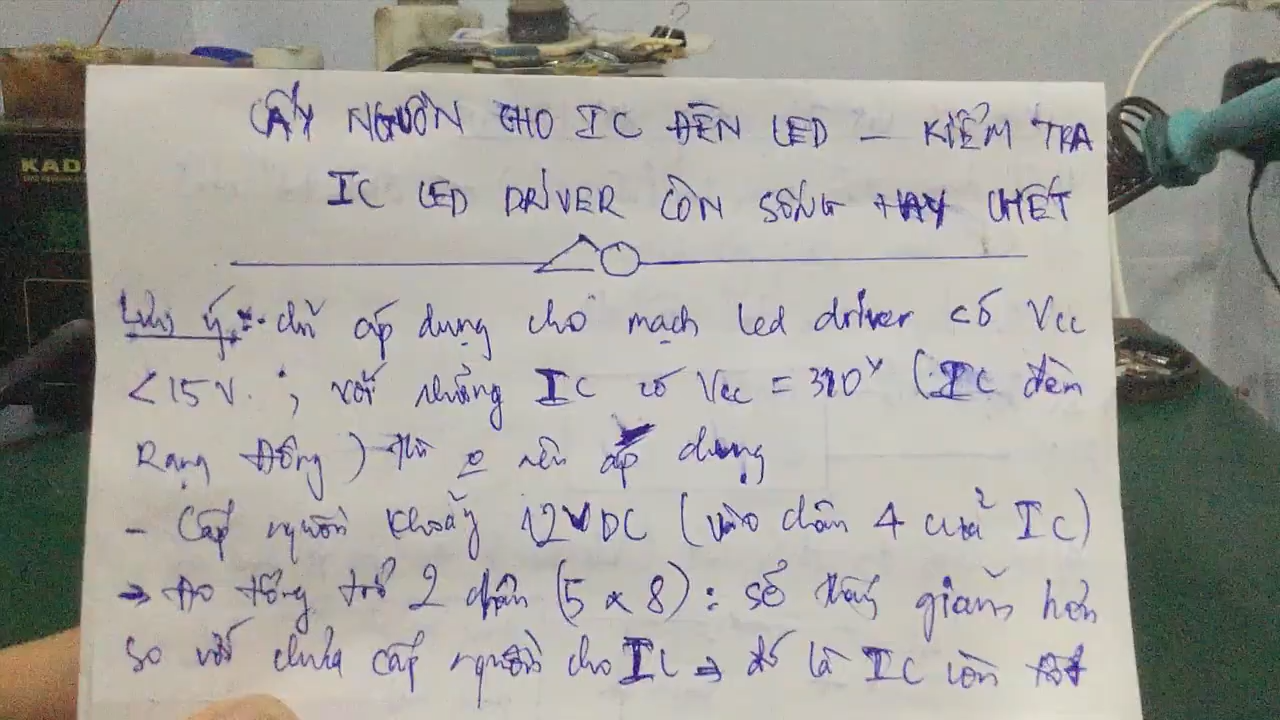 CẤY NGUỒN CHO IC ĐÈN LED – KIỂM TRA
IC LED DRIVER CÒN SỐNG HAY CHẾT
Lưu ý: - chỉ áp dụng cho mạch led driver có Vcc
<15V. ; với những IC có Vcc = 310V (IC đèn
Rạng Đông) thì nên áp dụng
- Cấp nguồn khoảng 12VDC (vào chân 4 của IC)
→ Đo tổng trở 2 chân (5 & 8): sẽ thấy giảm hơn
so với chưa cấp nguồn cho IC → đó là IC còn tốt
KADA